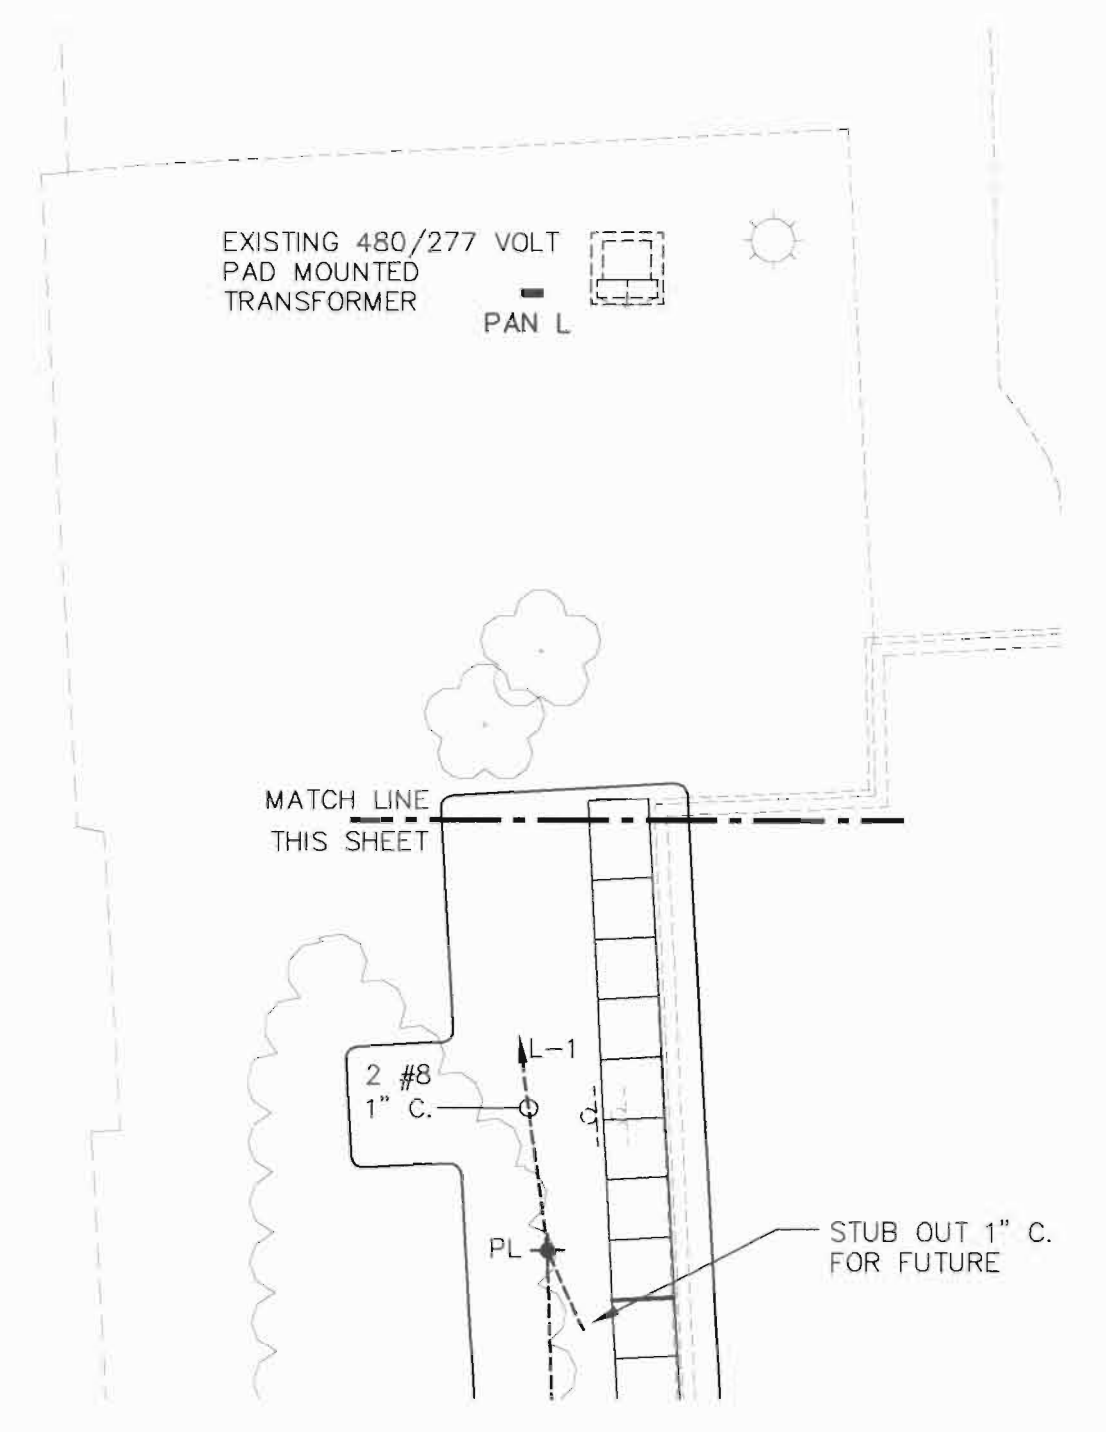 EXISTING 480/277 VOLT
PAD MOUNTED
TRANSFORMER
PAN L
MATCH LINE
THIS SHEET
L-1
2 #8
1" C.
PL
STUB OUT 1" C.
FOR FUTURE